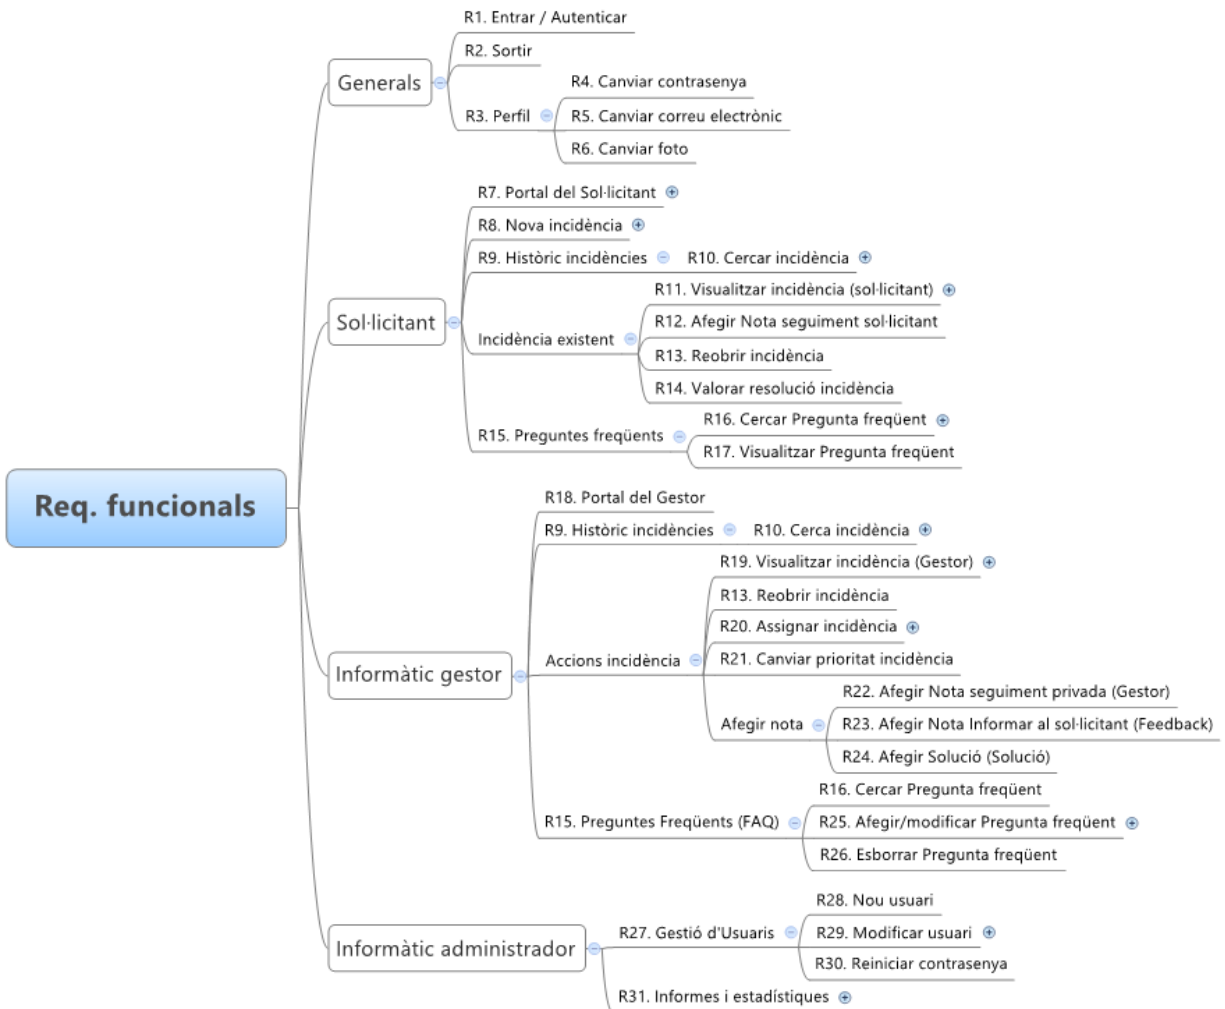 Req. funcionals
Generals
R1. Entrar / Autenticar
R2. Sortir
R3. Perfil
R4. Canviar contrasenya
R5. Canviar correu electrònic
R6. Canviar foto
Sol·licitant
R7. Portal del Sol·licitant
R8. Nova incidència
R9. Històric incidències
R10. Cercar incidència
Incidència existent
R11. Visualitzar incidència (sol·licitant)
R12. Afegir Nota seguiment sol·licitant
R13. Reobrir incidència
R14. Valorar resolució incidència
R15. Preguntes freqüents
R16. Cercar Pregunta freqüent
R17. Visualitzar Pregunta freqüent
Informàtic gestor
R18. Portal del Gestor
R9. Històric incidències
R10. Cerca incidència
Accions incidència
R19. Visualitzar incidència (Gestor)
R13. Reobrir incidència
R20. Assignar incidència
R21. Canviar prioritat incidència
Afegir nota
R22. Afegir Nota seguiment privada (Gestor)
R23. Afegir Nota Informar al sol·licitant (Feedback)
R24. Afegir Solució (Solució)
R15. Preguntes Freqüents (FAQ)
R16. Cercar Pregunta freqüent
R25. Afegir/modificar Pregunta freqüent
R26. Esborrar Pregunta freqüent
Informàtic administrador
R27. Gestió d'Usuaris
R28. Nou usuari
R29. Modificar usuari
R30. Reiniciar contrasenya
R31. Informes i estadístiques